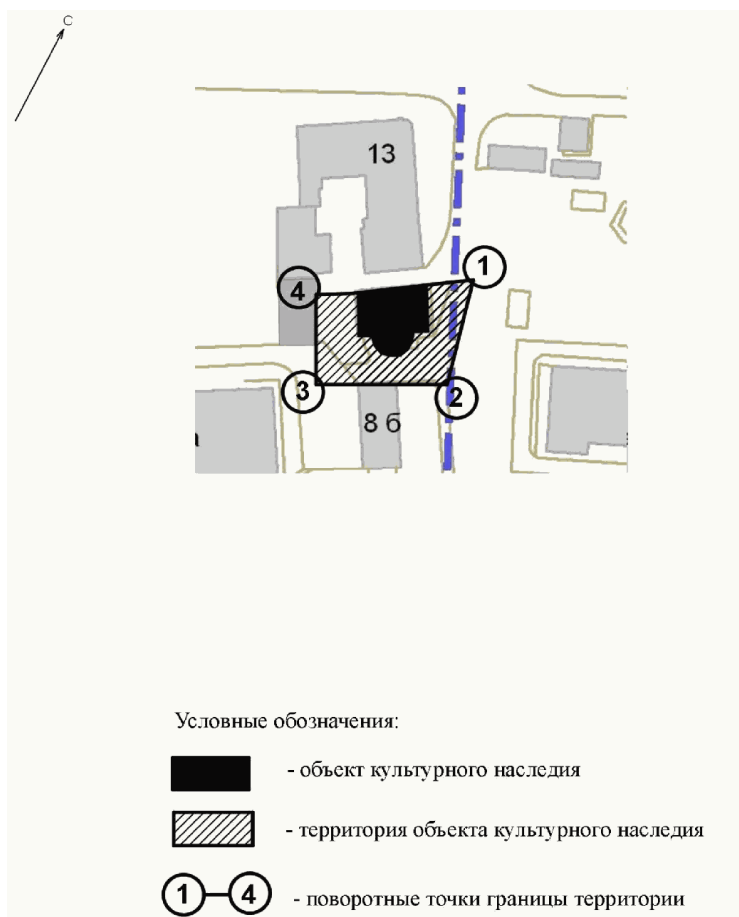 С
13
1
4
3
2
8 б
Условные обозначения:
- объект культурного наследия
- территория объекта культурного наследия
1 4 - поворотные точки границы территории